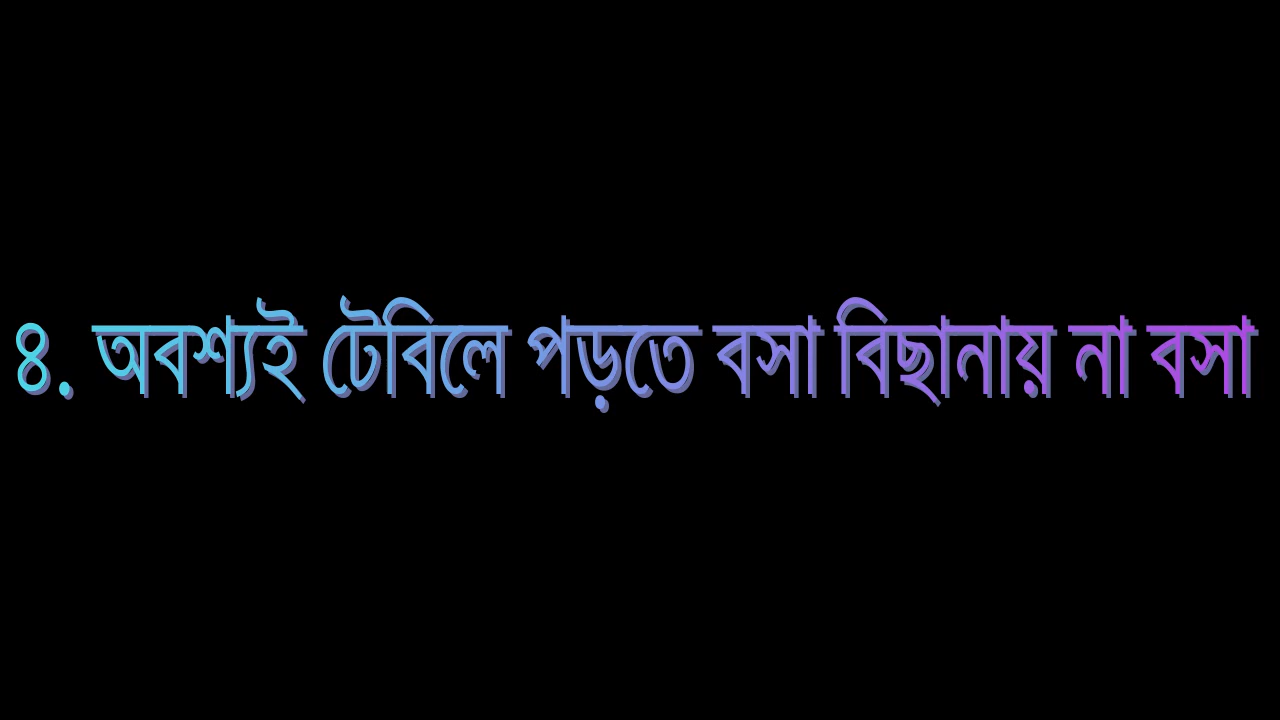 ৪. অবশ্যই টেবিলে পড়তে বসা বিছানায় না বসা